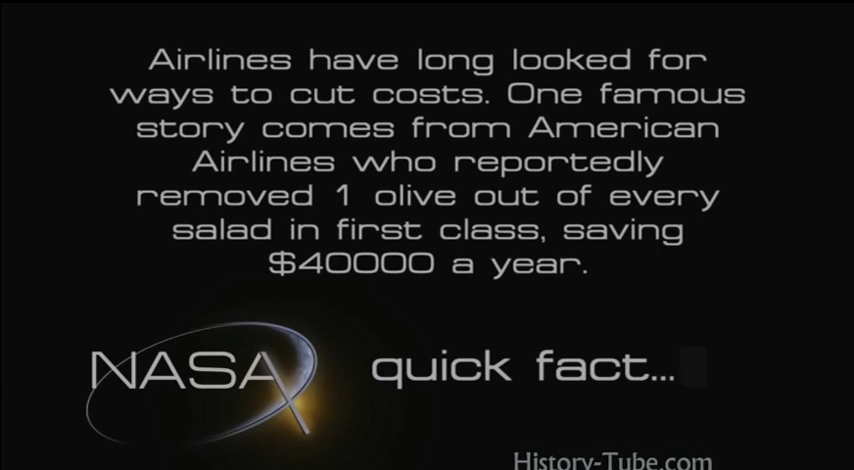 Airlines have long looked for
ways to cut costs. One famous
story comes from American
Airlines who reportedly
removed 1 olive out of every
salad in first class, saving
$40000 a year.
NASA quick fact...
History-Tube.com